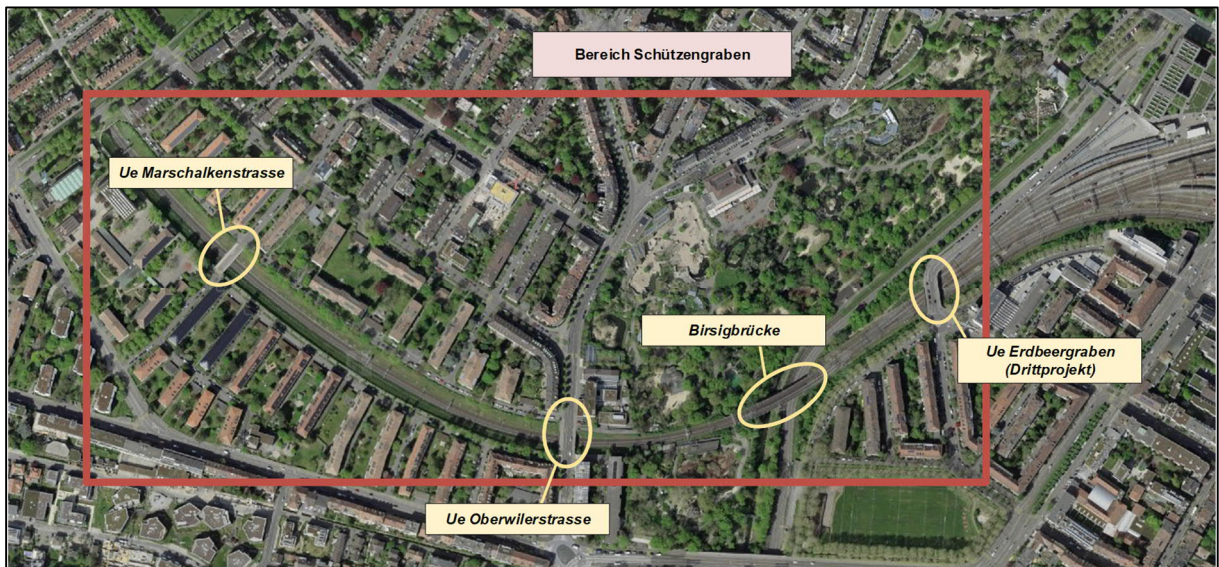 Bereich Schützengraben
Ue Marschalkenstrasse
Birsigbrücke
Ue Erdbeergraben
(Drittprojekt)
Ue Oberwilerstrasse